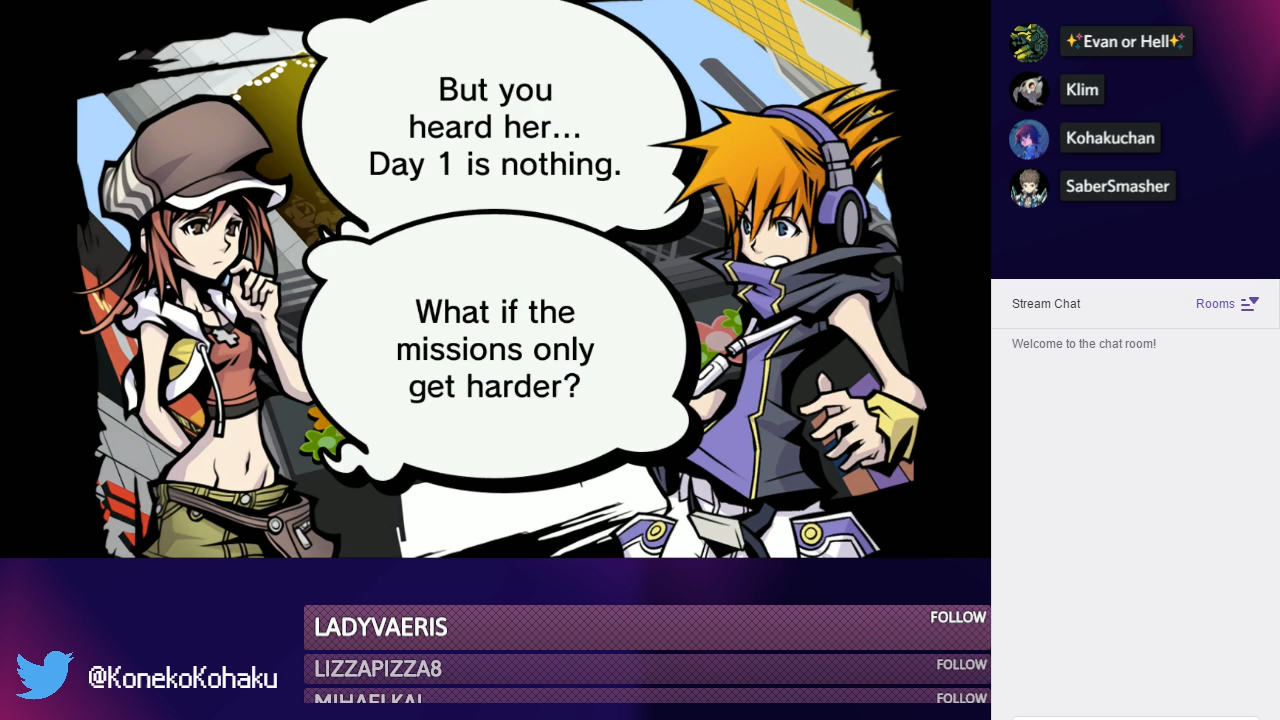 But you
heard her...
Day 1 is nothing.
What if the
missions only
get harder?
✨Evan or Hell✨
Klim
Kohakuchan
SaberSmasher
Stream Chat
Rooms
Welcome to the chat room!
@KonekoKohaku
LADYVAERIS
FOLLOW
LIZZAPIZZA8
FOLLOW
FOLLOW